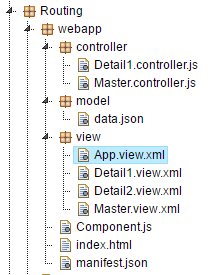 Routing
webapp
controller
Detail1.controller.js
Master.controller.js
model
data.json
view
App.view.xml
Detail1.view.xml
Detail2.view.xml
Master.view.xml
Component.js
index.html
manifest.json